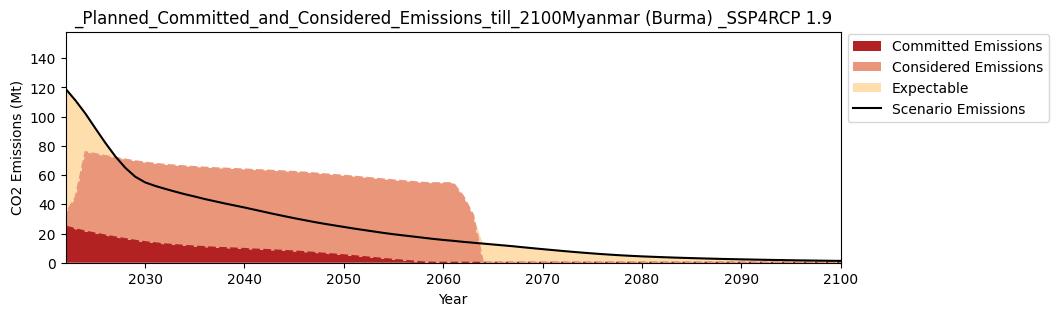 _Planned_Committed_and_Considered_Emissions_till_2100Myanmar (Burma) _SSP4RCP 1.9
CO2 Emissions (Mt)
140
120
100
80
60
40
20
0
2030
2040
2050
2060
2070
2080
2090
2100
Year
Committed Emissions
Considered Emissions
Expectable
Scenario Emissions